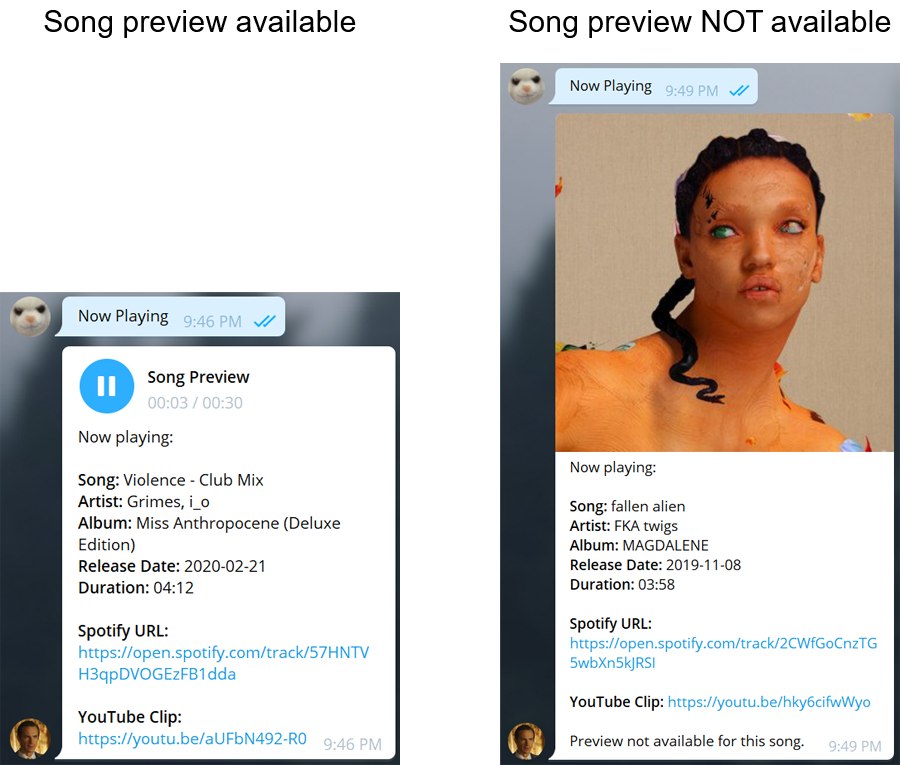 Song preview available
Now Playing 9:46 PM
Song Preview
00:03 / 00:30
Now playing:
Song: Violence - Club Mix
Artist: Grimes, i_o
Album: Miss Anthropocene (Deluxe
Edition)
Release Date: 2020-02-21
Duration: 04:12
Spotify URL:
https://open.spotify.com/track/57HNTV
H3qpDVOGEzFB1dda
YouTube Clip:
https://youtu.be/aUFbN492-R0 9:46 PM
Song preview NOT available
Now Playing 9:49 PM
Now playing:
Song: fallen alien
Artist: FKA twigs
Album: MAGDALENE
Release Date: 2019-11-08
Duration: 03:58
Spotify URL:
https://open.spotify.com/track/2CWfGoCnzTG
5wbXn5kJRSI
YouTube Clip: https://youtu.be/hky6cifwWyo
Preview not available for this song. 9:49 PM